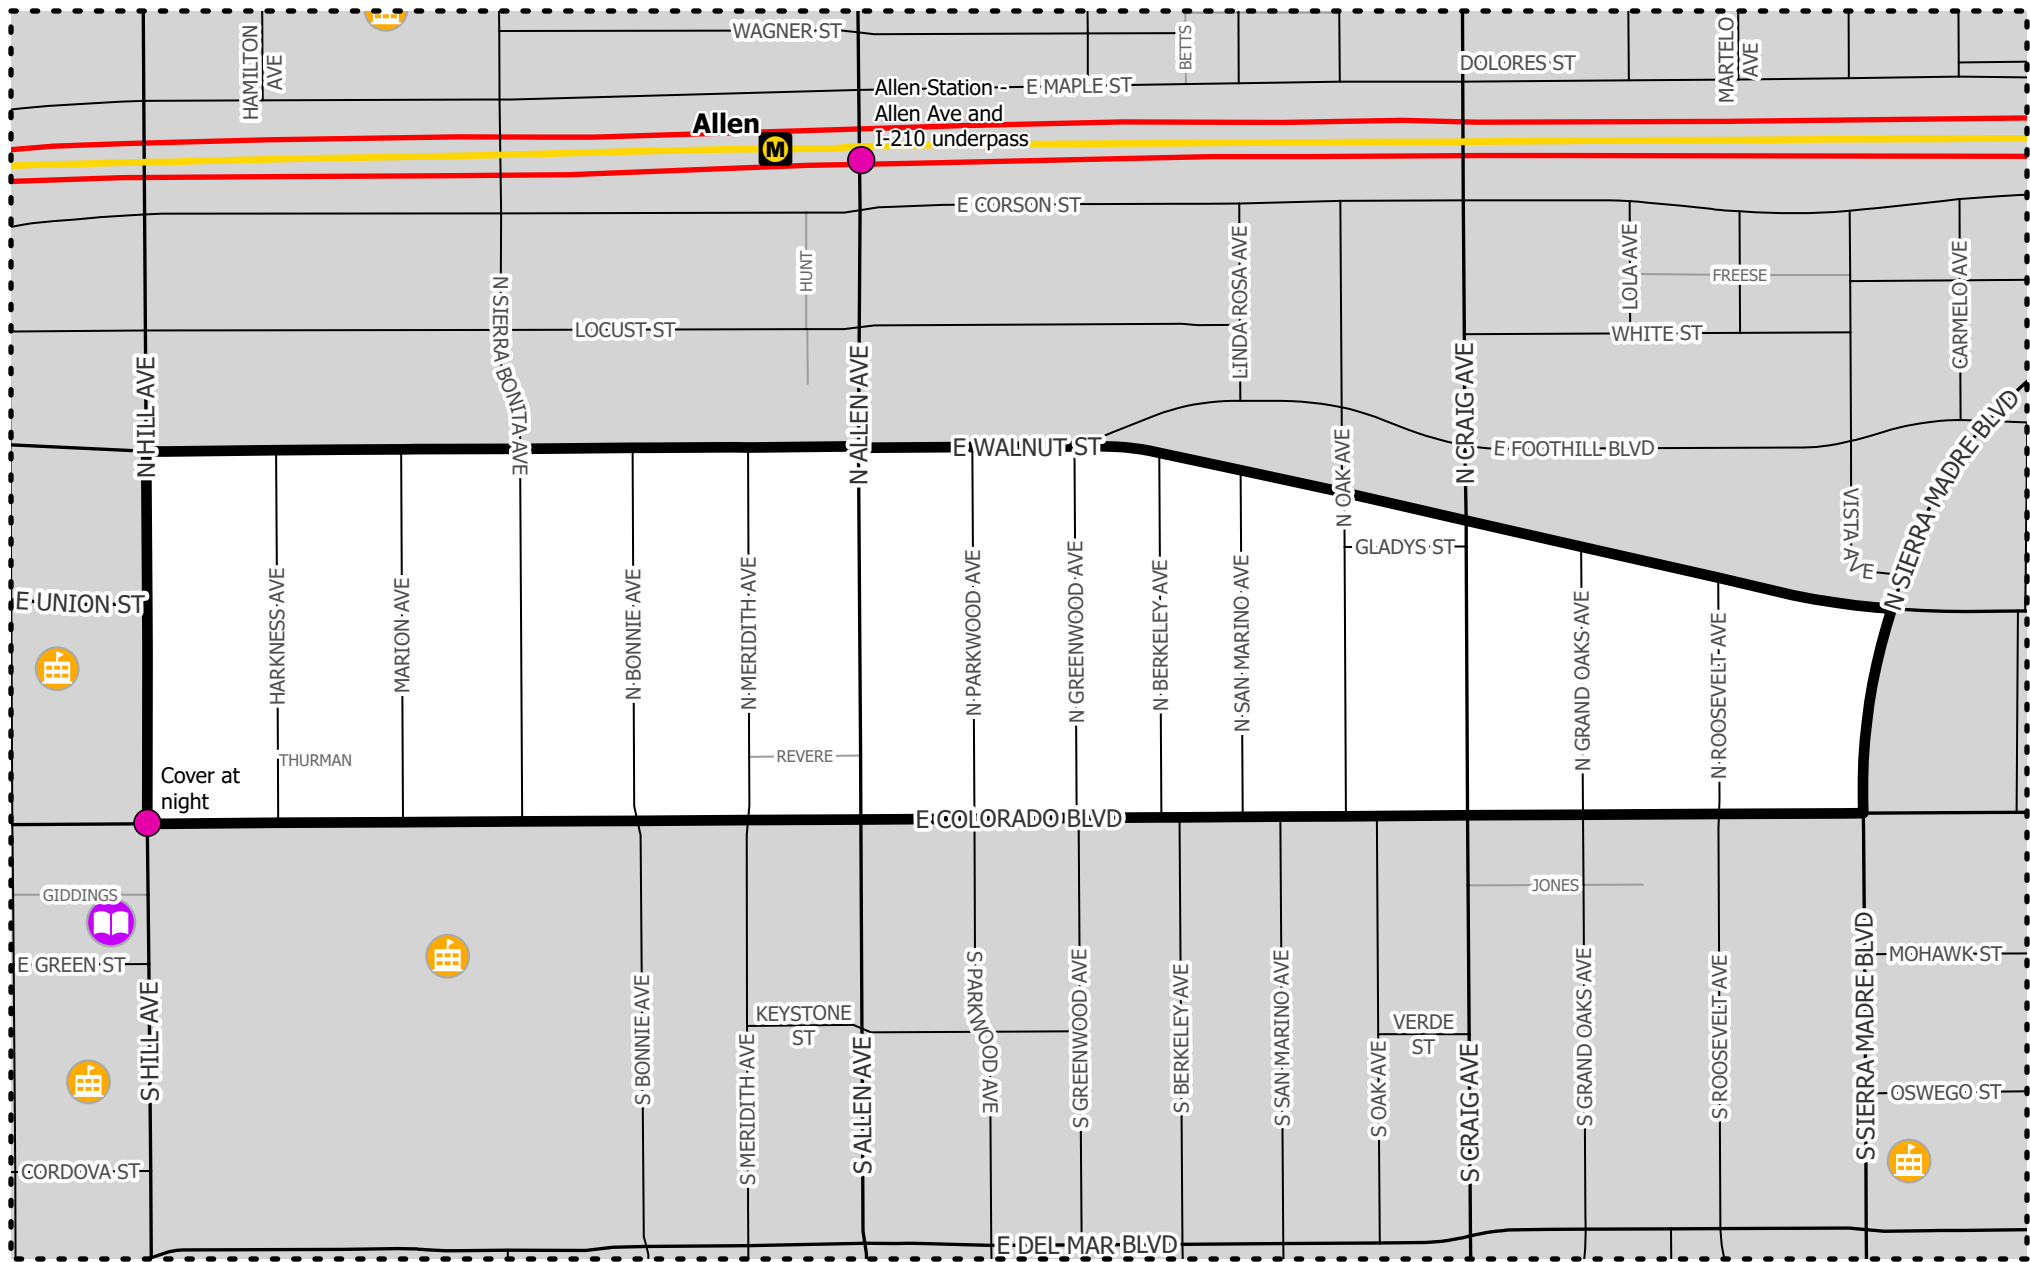 HAMILTON
AVE
WAGNER ST
BETTS
DOLORES ST
MARTELO
AVE
Allen Station -
Allen Ave and
I-210 underpass
E MAPLE ST
Allen
M
E CORSON ST
HUNT
LINDA ROSA AVE
LOLA AVE
FREESE
CARMELO AVE
N SIERRA BONITA AVE
LOCUST ST
WHITE ST
N HILL AVE
N ALLEN AVE
N CRAIG AVE
E WALNUT ST
N OAK AVE
E FOOTHILL BLVD
N SIERRA MADRE BLVD
VISTA AVE
GLADYS ST
E UNION ST
HARKNESS AVE
MARION AVE
N BONNIE AVE
N MERIDITH AVE
N PARKWOOD AVE
N GREENWOOD AVE
N BERKELEY AVE
N SAN MARINO AVE
N GRAND OAKS AVE
N ROOSEVELT AVE
THURMAN
REVERE
Cover at
night
E COLORADO BLVD
GIDDINGS
JONES
E GREEN ST
MOHAWK ST
S HILL AVE
S BONNIE AVE
KEYSTONE
ST
S MERIDITH AVE
S ALLEN AVE
S PARKWOOD AVE
S GREENWOOD AVE
S BERKELEY AVE
S SAN MARINO AVE
VERDE
ST
S OAK AVE
S CRAIG AVE
S GRAND OAKS AVE
S ROOSEVELT AVE
S SIERRA MADRE BLVD
OSWEGO ST
CORDOVA ST
E DEL MAR BLVD